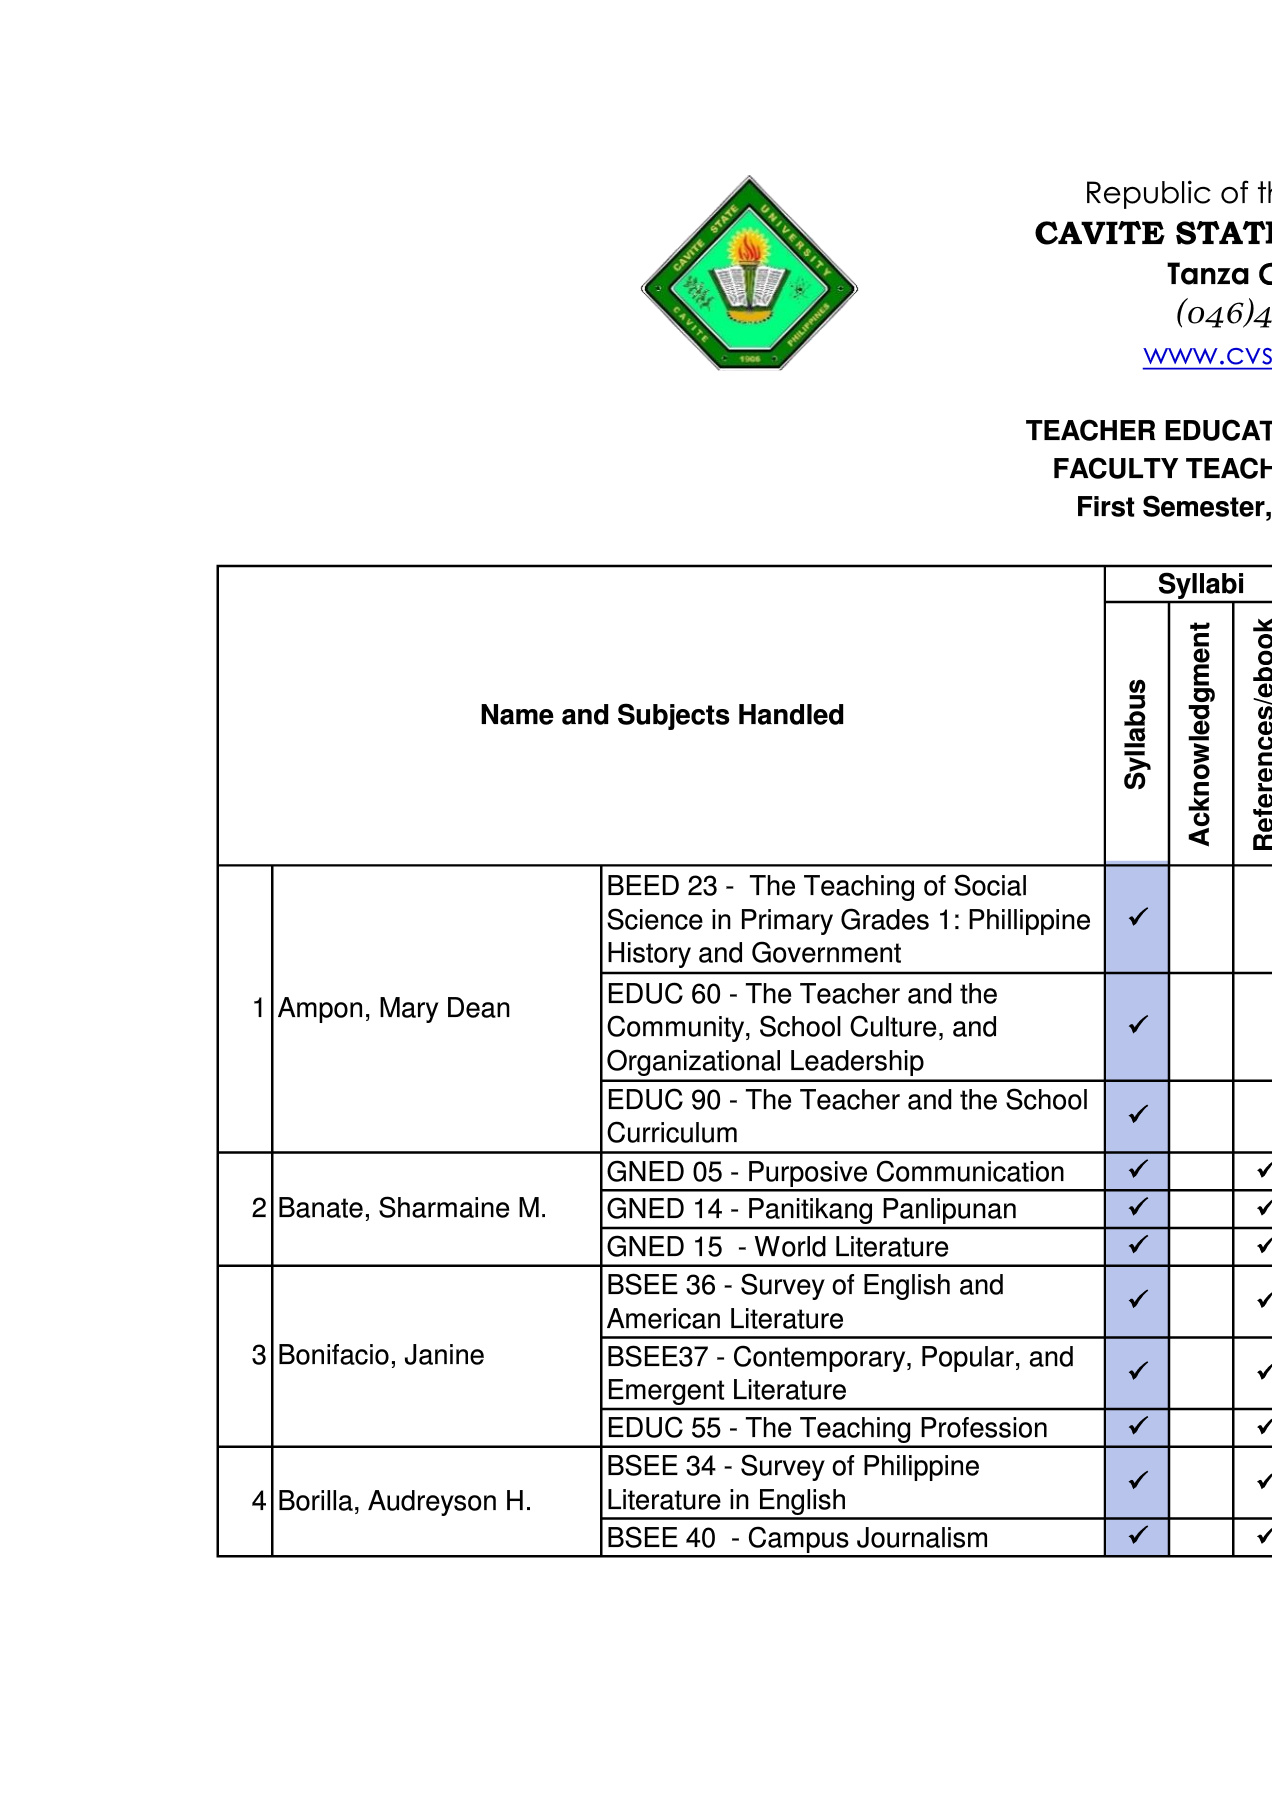 CAVITE STATE UNIVERSITY
CAVITE PHILIPPINES
1906
Republic of th
CAVITE STATE
Tanza C
(046)4
www.cvs
TEACHER EDUCAT
FACULTY TEACH
First Semester,
Name and Subjects Handled
Syllabi
Syllabus
Acknowledgment
References/ebook
1 Ampon, Mary Dean
BEED 23 - The Teaching of Social
Science in Primary Grades 1: Phillippine
History and Government
✓
EDUC 60 - The Teacher and the
Community, School Culture, and
Organizational Leadership
✓
EDUC 90 - The Teacher and the School
Curriculum
✓
2 Banate, Sharmaine M.
GNED 05 - Purposive Communication ✓ ✓
GNED 14 - Panitikang Panlipunan ✓ ✓
GNED 15 - World Literature ✓ ✓
3 Bonifacio, Janine
BSEE 36 - Survey of English and
American Literature
✓ ✓
BSEE37 - Contemporary, Popular, and
Emergent Literature
✓ ✓
EDUC 55 - The Teaching Profession ✓ ✓
4 Borilla, Audreyson H.
BSEE 34 - Survey of Philippine
Literature in English
✓ ✓
BSEE 40 - Campus Journalism ✓ ✓